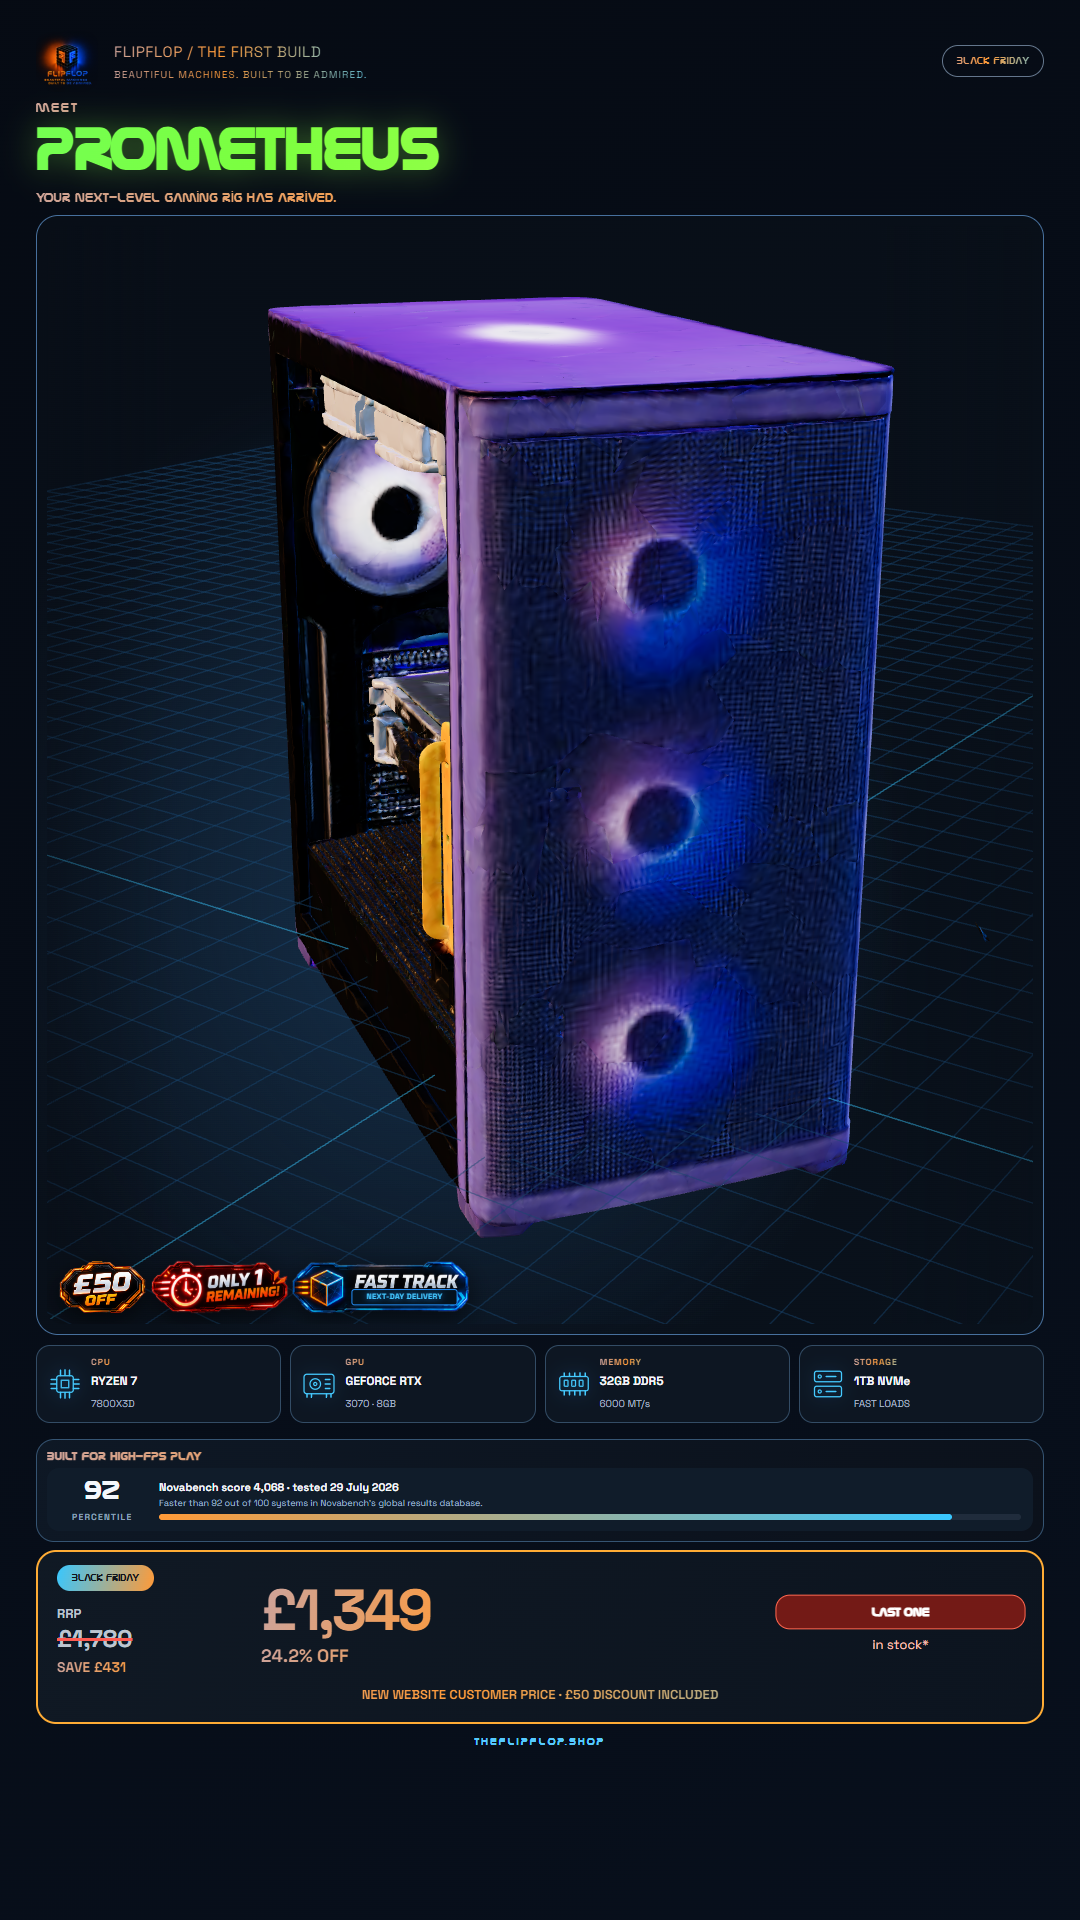 FLIPFLOP
FLIPFLOP / THE FIRST BUILD
BEAUTIFUL MACHINES. BUILT TO BE ADMIRED.
BLACK FRIDAY
MEET
PROMETHEUS
YOUR NEXT-LEVEL GAMING RIG HAS ARRIVED.
£50 OFF
ONLY 1 REMAINING!
FAST TRACK
NEXT-DAY DELIVERY
CPU
RYZEN 7
7800X3D
GPU
GEFORCE RTX
3070 · 8GB
MEMORY
32GB DDR5
6000 MT/s
STORAGE
1TB NVMe
FAST LOADS
BUILT FOR HIGH-FPS PLAY
92
PERCENTILE
Novabench score 4,068 · tested 29 July 2026
Faster than 92 out of 100 systems in Novabench's global results database.
BLACK FRIDAY
RRP
£1,780
SAVE £431
£1,349
24.2% OFF
LAST ONE
in stock*
NEW WEBSITE CUSTOMER PRICE · £50 DISCOUNT INCLUDED
THEFLIPFLOP.SHOP